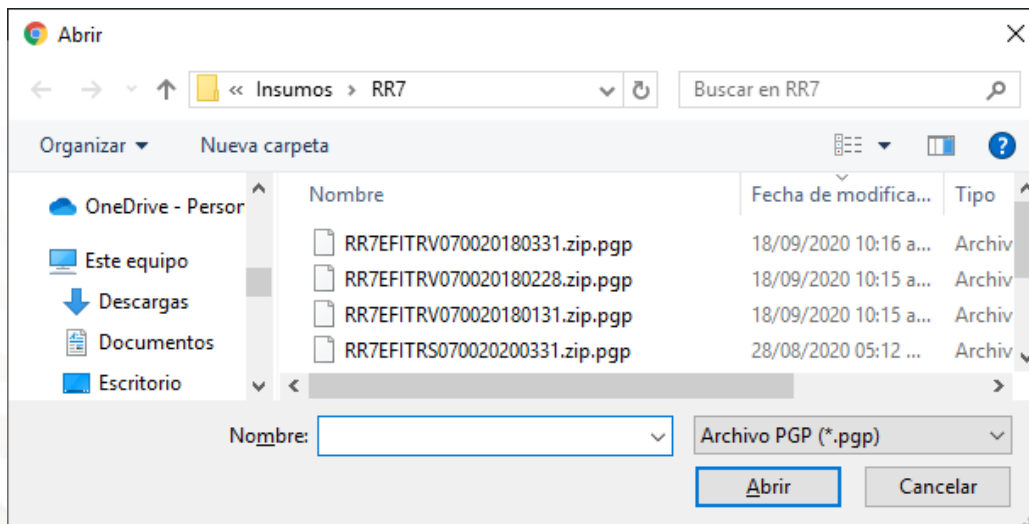 Abrir
« Insumos > RR7
Buscar en RR7
Organizar
Nueva carpeta
OneDrive - Person
Este equipo
Descargas
Documentos
Escritorio
Nombre Fecha de modifica... Tipo
RR7EFITRV070020180331.zip.pgp 18/09/2020 10:16 a... Archiv
RR7EFITRV070020180228.zip.pgp 18/09/2020 10:15 a... Archiv
RR7EFITRV070020180131.zip.pgp 18/09/2020 10:15 a... Archiv
RR7EFITRS070020200331.zip.pgp 28/08/2020 05:12 ... Archiv
Nombre:
Archivo PGP (*.pgp)
Abrir
Cancelar